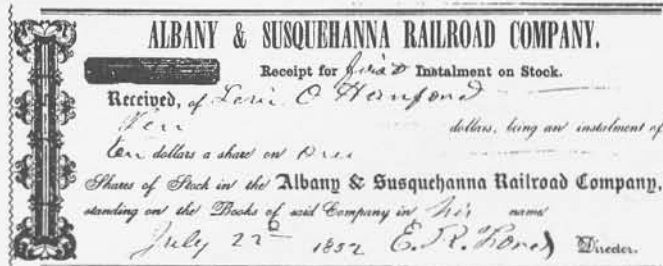 ALBANY & SUSQUEHANNA RAILROAD COMPANY.
Receipt for first Instalment on Stock.
Received, of Levi C Hanford
Ten dollars, being an instalment of
ten dollars a share on One
Shares of Stock in the Albany & Susquehanna Railroad Company,
standing on the Books of said Company in his name
July 22d 1852 E. R. Ford Director.